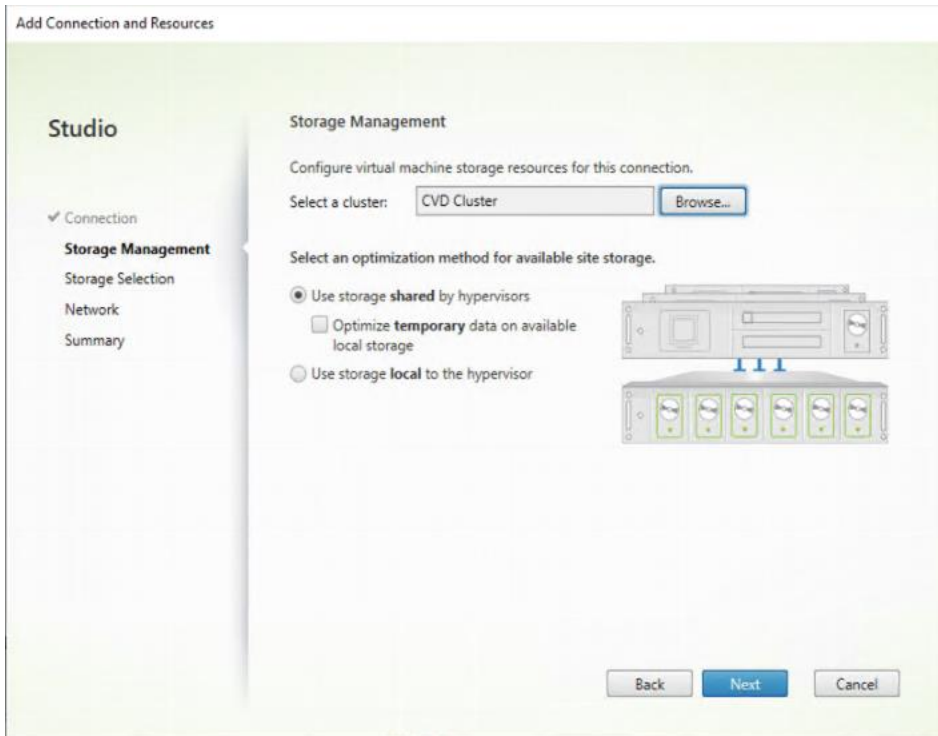 Add Connection and Resources
Studio
Connection
Storage Management
Storage Selection
Network
Summary
Storage Management
Configure virtual machine storage resources for this connection.
Select a cluster: CVD Cluster Browse...
Select an optimization method for available site storage.
Use storage shared by hypervisors
Optimize temporary data on available
local storage
Use storage local to the hypervisor
Back Next Cancel